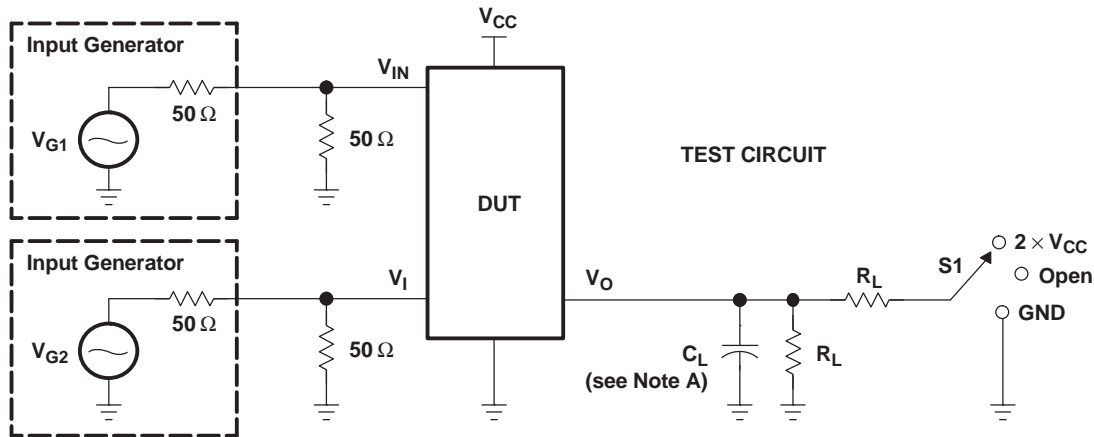 V_CC
Input Generator
V_IN
50 Ω
V_G1
50 Ω
TEST CIRCUIT
DUT
Input Generator
V_I
V_O
50 Ω
V_G2
50 Ω
C_L
(see Note A)
R_L
R_L
S1
2 × V_CC
Open
GND